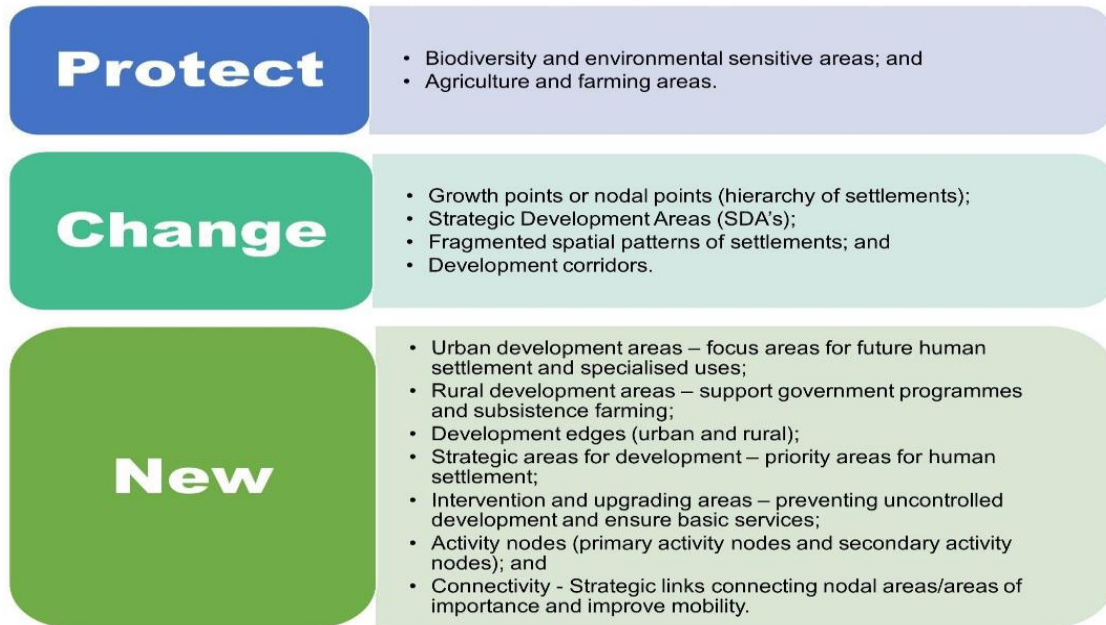 Protect
• Biodiversity and environmental sensitive areas; and
• Agriculture and farming areas.
Change
• Growth points or nodal points (hierarchy of settlements);
• Strategic Development Areas (SDA's);
• Fragmented spatial patterns of settlements; and
• Development corridors.
New
• Urban development areas – focus areas for future human
settlement and specialised uses;
• Rural development areas – support government programmes
and subsistence farming;
• Development edges (urban and rural);
• Strategic areas for development – priority areas for human
settlement;
• Intervention and upgrading areas – preventing uncontrolled
development and ensure basic services;
• Activity nodes (primary activity nodes and secondary activity
nodes); and
• Connectivity - Strategic links connecting nodal areas/areas of
importance and improve mobility.